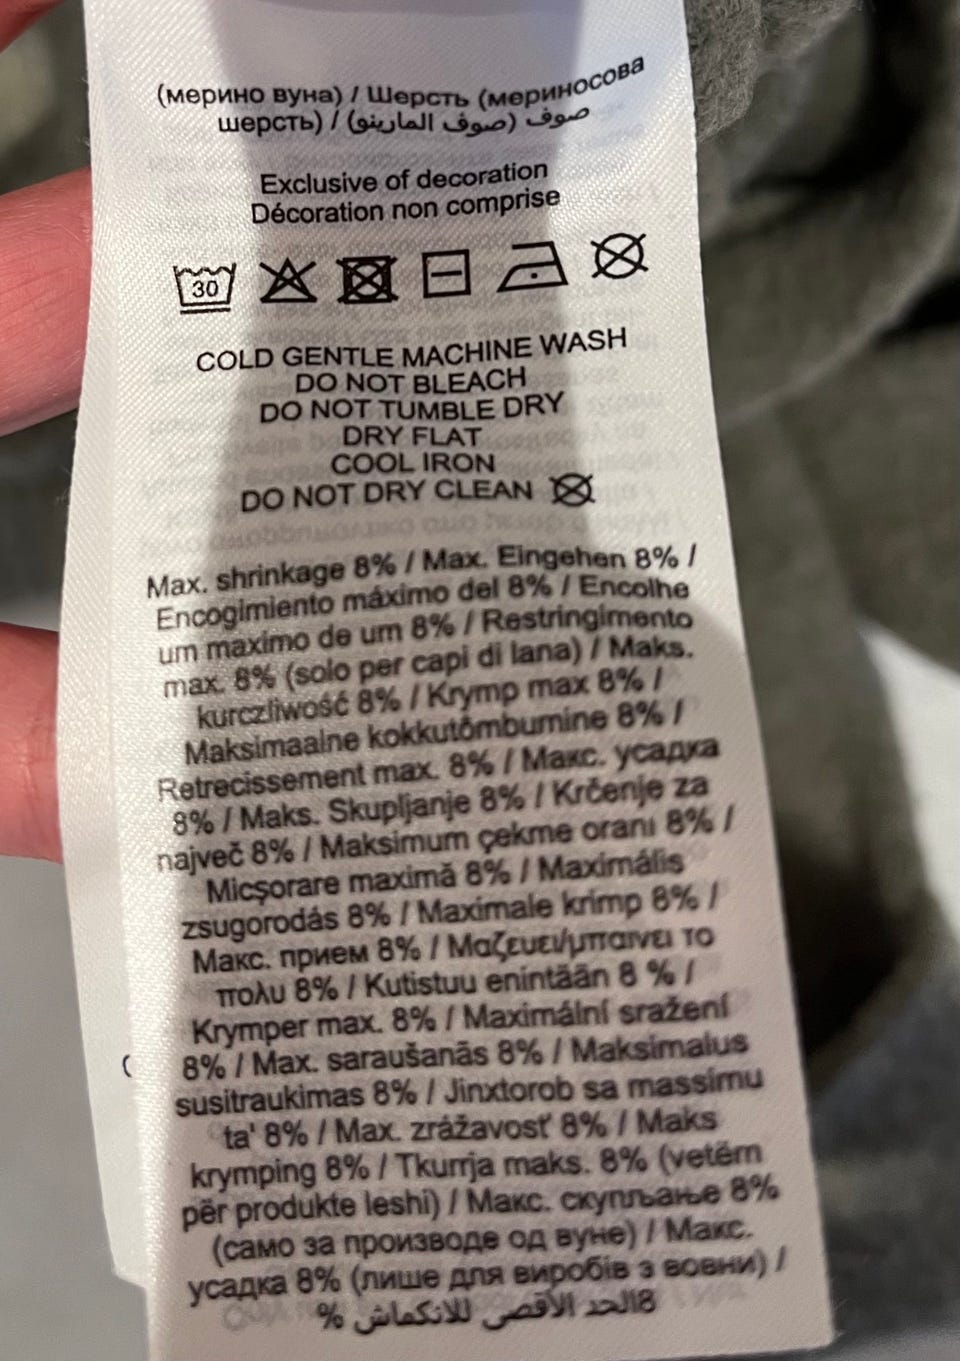 (мерино вуна) / Шерсть (мериносова
шерсть) / صوف (صوف المارينو)
Exclusive of decoration
Décoration non comprise
30
COLD GENTLE MACHINE WASH
DO NOT BLEACH
DO NOT TUMBLE DRY
DRY FLAT
COOL IRON
DO NOT DRY CLEAN
Max. shrinkage 8% / Max. Eingehen 8% /
Encogimiento máximo del 8% / Encolhe
um maximo de um 8% / Restringimento
max. 8% (solo per capi di lana) / Maks.
kurczliwość 8% / Krymp max 8% /
Maksimaalne kokkutõmbumine 8% /
Retrecissement max. 8% / Макс. усадка
8% / Maks. Skupljanje 8% / Krčenje za
največ 8% / Maksimum çekme oranı 8% /
Micşorare maximă 8% / Maximális
zsugorodás 8% / Maximale krimp 8% /
Макс. прием 8% / Μαζευει/μπαινει το
πολυ 8% / Kutistuu enintään 8 % /
Krymper max. 8% / Maximální sražení
8% / Max. saraušanās 8% / Maksimalus
susitraukimas 8% / Jinxtorob sa massimu
ta' 8% / Max. zrážavosť 8% / Maks
krymping 8% / Tkurrja maks. 8% (vetëm
për produkte leshi) / Макс. скупљање 8%
(само за производе од вуне) / Макс.
усадка 8% (лише для виробів з вовни) /
8الحد الأقصى للانكماش %